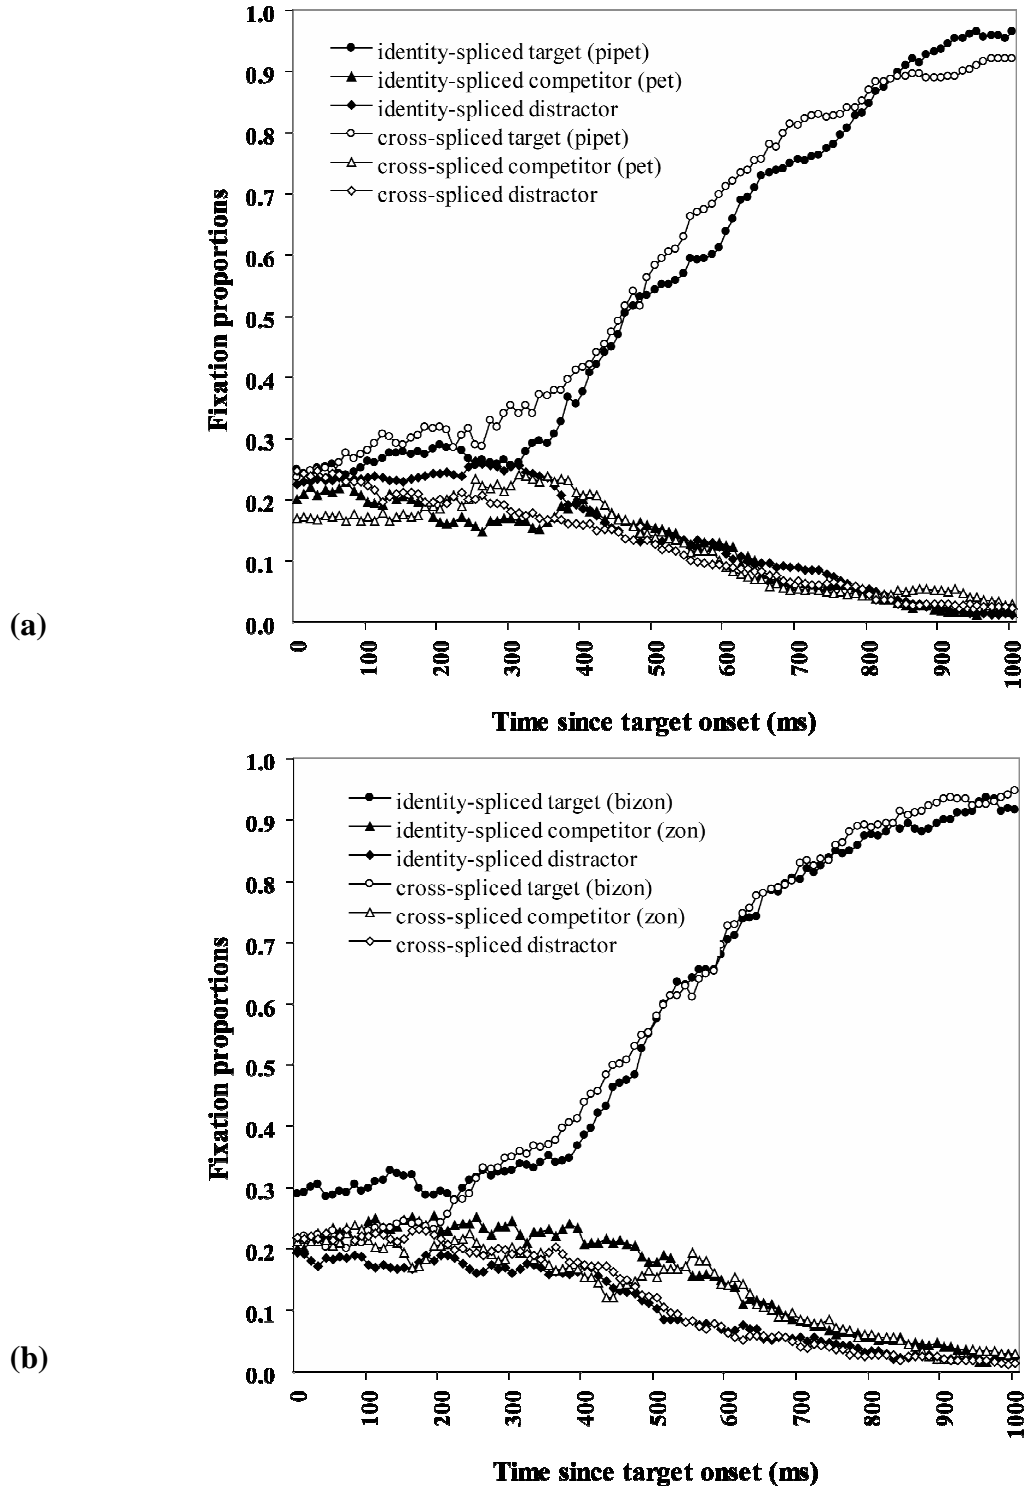 1.0
identity-spliced target (pipet)
0.9
identity-spliced competitor (pet)
identity-spliced distractor
0.8
cross-spliced target (pipet)
cross-spliced competitor (pet)
0.7
cross-spliced distractor
0.6
0.5
0.4
0.3
0.2
0.1
0.0
Fixation proportions
(a)
0 100 200 300 400 500 600 700 800 900 1000
Time since target onset (ms)
1.0
identity-spliced target (bizon)
0.9
identity-spliced competitor (zon)
identity-spliced distractor
0.8
cross-spliced target (bizon)
cross-spliced competitor (zon)
0.7
cross-spliced distractor
0.6
0.5
0.4
0.3
0.2
0.1
0.0
Fixation proportions
(b)
0 100 200 300 400 500 600 700 800 900 1000
Time since target onset (ms)